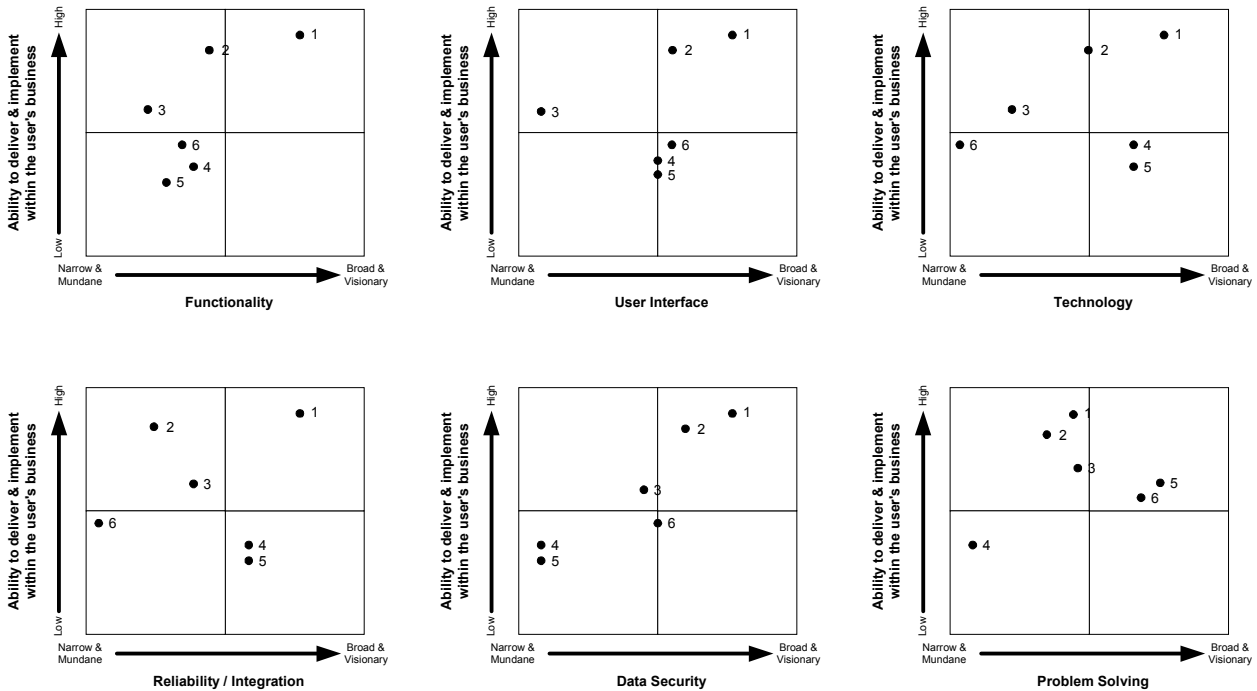 Ability to deliver & implement
within the user's business
High
Low
1
2
3
6
4
5
Narrow &
Mundane
Broad &
Visionary
Functionality
Ability to deliver & implement
within the user's business
High
Low
1
2
3
6
4
5
Narrow &
Mundane
Broad &
Visionary
User Interface
Ability to deliver & implement
within the user's business
High
Low
1
2
3
6
4
5
Narrow &
Mundane
Broad &
Visionary
Technology
Ability to deliver & implement
within the user's business
High
Low
1
2
3
6
4
5
Narrow &
Mundane
Broad &
Visionary
Reliability / Integration
Ability to deliver & implement
within the user's business
High
Low
1
2
3
6
4
5
Narrow &
Mundane
Broad &
Visionary
Data Security
Ability to deliver & implement
within the user's business
High
Low
1
2
3
5
6
4
Narrow &
Mundane
Broad &
Visionary
Problem Solving